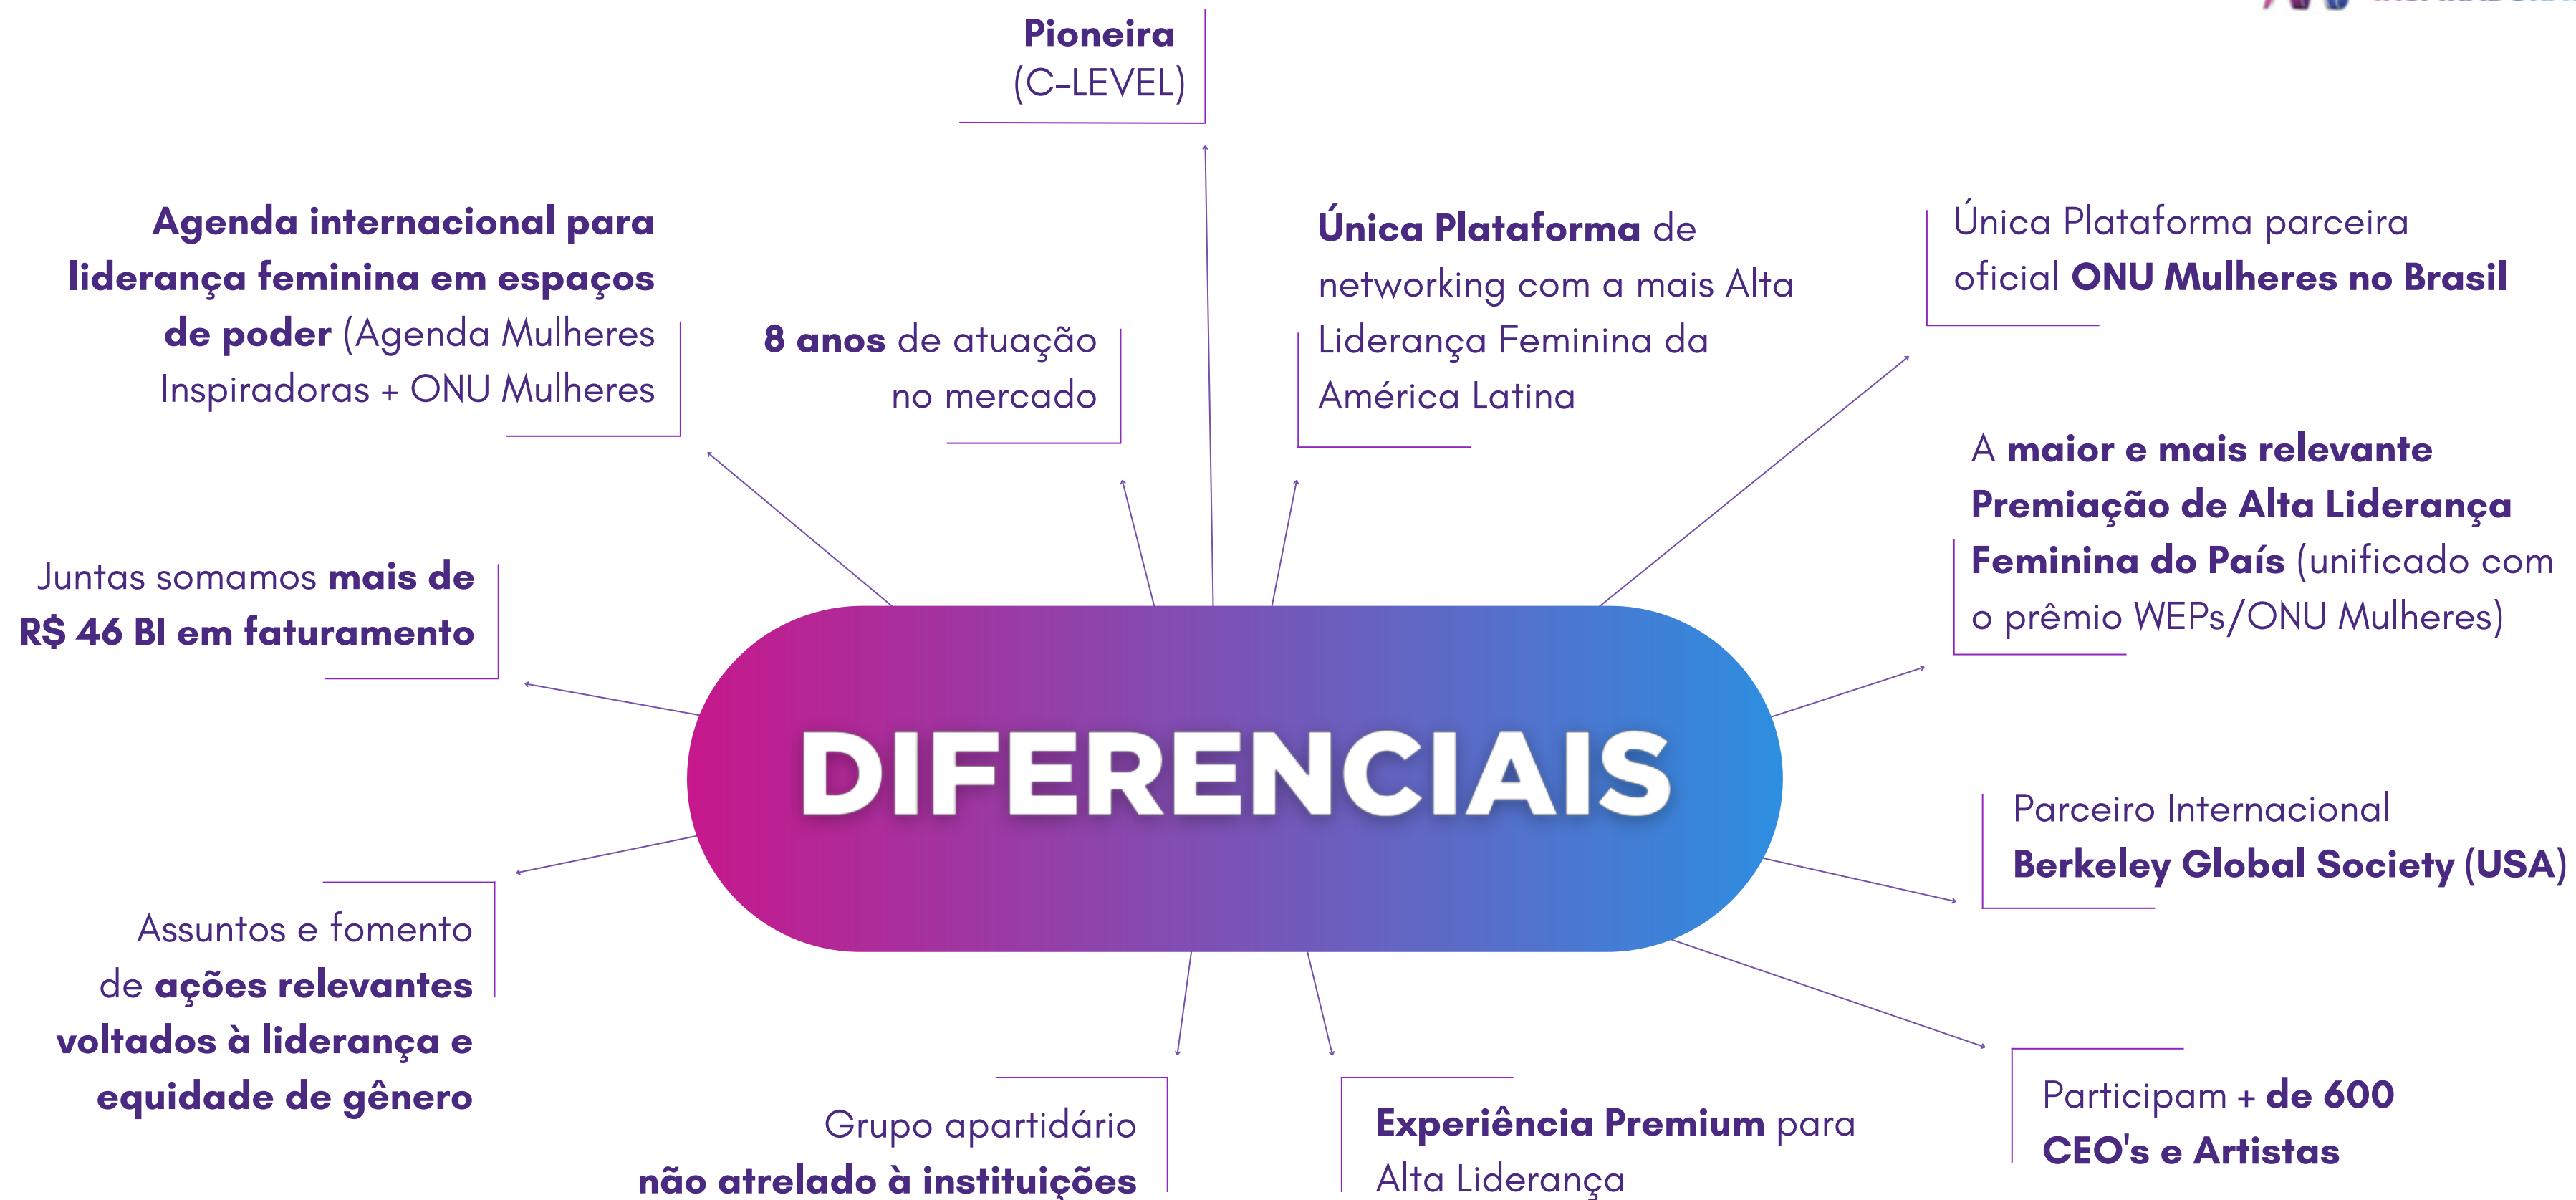 Pioneira
(C-LEVEL)
Agenda internacional para
liderança feminina em espaços
de poder (Agenda Mulheres
Inspiradoras + ONU Mulheres
8 anos de atuação
no mercado
Única Plataforma de
networking com a mais Alta
Liderança Feminina da
América Latina
Única Plataforma parceira
oficial ONU Mulheres no Brasil
A maior e mais relevante
Premiação de Alta Liderança
Feminina do País (unificado com
o prêmio WEPs/ONU Mulheres)
Juntas somamos mais de
R$ 46 BI em faturamento
DIFERENCIAIS
Parceiro Internacional
Berkeley Global Society (USA)
Assuntos e fomento
de ações relevantes
voltados à liderança e
equidade de gênero
Grupo apartidário
não atrelado à instituições
Experiência Premium para
Alta Liderança
Participam + de 600
CEO's e Artistas